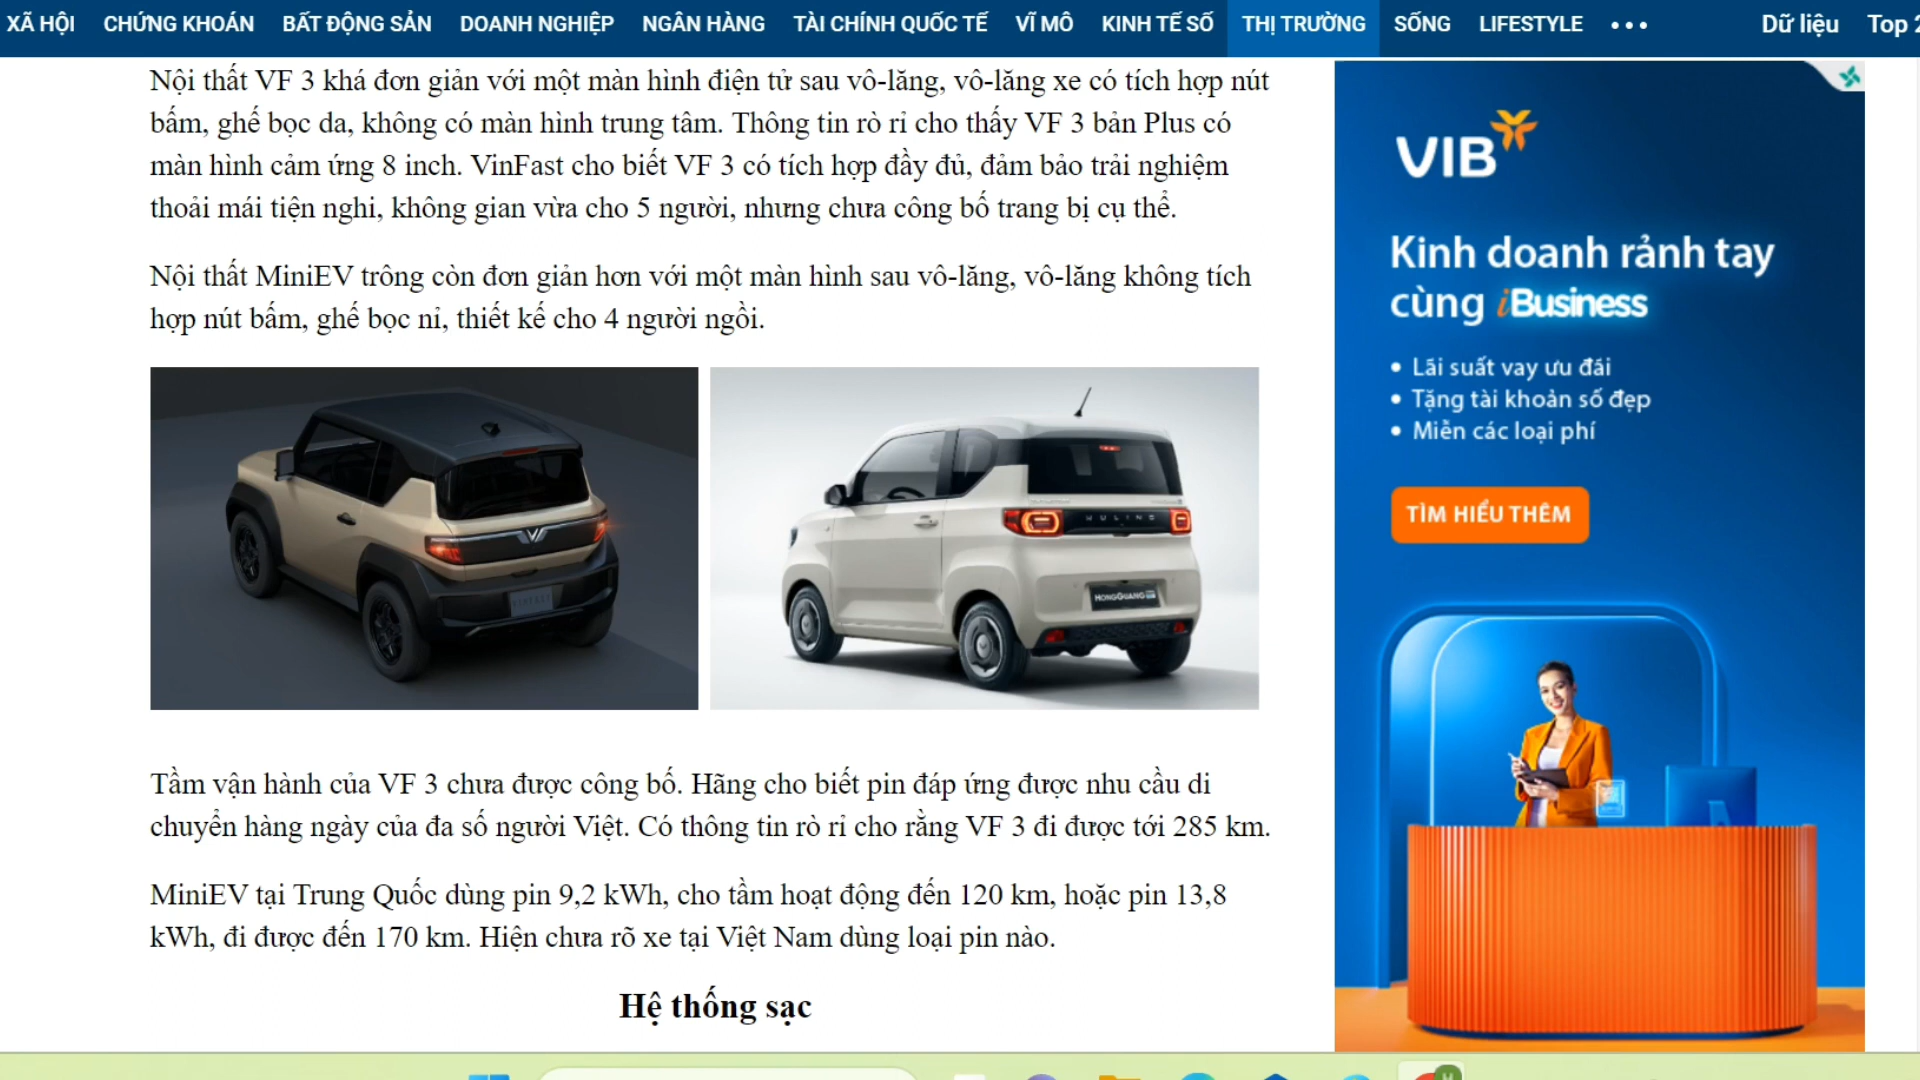 XÃ HỘI CHỨNG KHOÁN BẤT ĐỘNG SẢN DOANH NGHIỆP NGÂN HÀNG TÀI CHÍNH QUỐC TẾ VĨ MÔ KINH TẾ SỐ THỊ TRƯỜNG SỐNG LIFESTYLE ••• Dữ liệu Top 2
Nội thất VF 3 khá đơn giản với một màn hình điện tử sau vô-lăng, vô-lăng xe có tích hợp nút
bấm, ghế bọc da, không có màn hình trung tâm. Thông tin rò rỉ cho thấy VF 3 bản Plus có
màn hình cảm ứng 8 inch. VinFast cho biết VF 3 có tích hợp đầy đủ, đảm bảo trải nghiệm
thoải mái tiện nghi, không gian vừa cho 5 người, nhưng chưa công bố trang bị cụ thể.
Nội thất MiniEV trông còn đơn giản hơn với một màn hình sau vô-lăng, vô-lăng không tích
hợp nút bấm, ghế bọc nỉ, thiết kế cho 4 người ngồi.
VINFAST
WULING
HONGGUANG
Tầm vận hành của VF 3 chưa được công bố. Hãng cho biết pin đáp ứng được nhu cầu di
chuyển hàng ngày của đa số người Việt. Có thông tin rò rỉ cho rằng VF 3 đi được tới 285 km.
MiniEV tại Trung Quốc dùng pin 9,2 kWh, cho tầm hoạt động đến 120 km, hoặc pin 13,8
kWh, đi được đến 170 km. Hiện chưa rõ xe tại Việt Nam dùng loại pin nào.
Hệ thống sạc
VIB
Kinh doanh rảnh tay
cùng iBusiness
• Lãi suất vay ưu đãi
• Tặng tài khoản số đẹp
• Miễn các loại phí
TÌM HIỂU THÊM